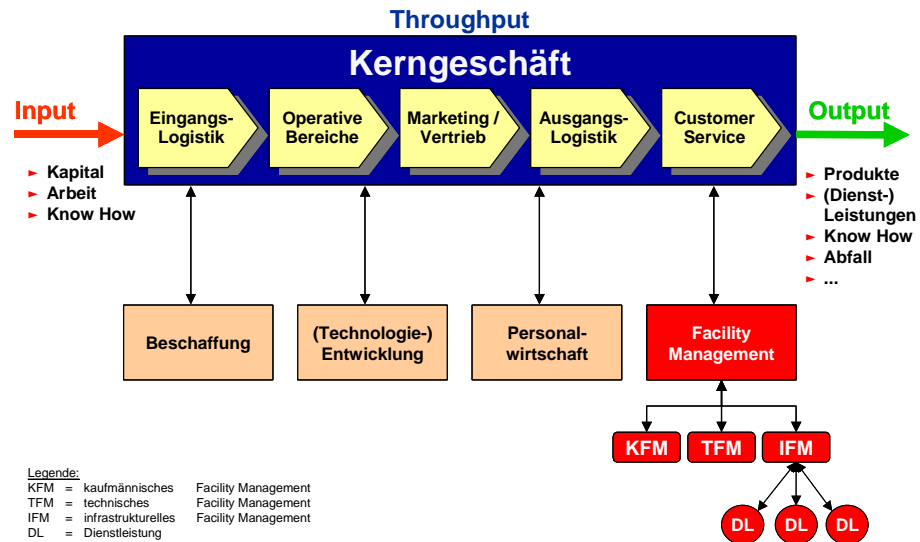 Throughput
Kerngeschäft
Input
Eingangs-
Logistik
Operative
Bereiche
Marketing /
Vertrieb
Ausgangs-
Logistik
Customer
Service
Output
► Kapital
► Arbeit
► Know How
► Produkte
► (Dienst-)
Leistungen
► Know How
► Abfall
► ...
Beschaffung
(Technologie-)
Entwicklung
Personal-
wirtschaft
Facility
Management
KFM
TFM
IFM
DL
DL
DL
Legende:
KFM = kaufmännisches Facility Management
TFM = technisches Facility Management
IFM = infrastrukturelles Facility Management
DL = Dienstleistung